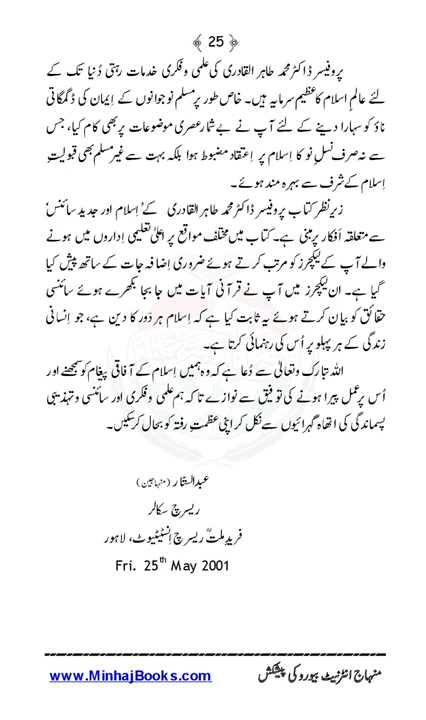 ﴿ 25 ﴾
پروفیسر ڈاکٹر محمد طاہر القادری کی علمی و فکری خدمات رہتی دُنیا تک کے
لئے عالمِ اسلام کا عظیم سرمایہ ہیں۔ خاص طور پر مسلم نوجوانوں کے اِیمان کی ڈگمگاتی
ناؤ کو سہارا دینے کے لئے آپ نے بے شمار عصری موضوعات پر بھی کام کیا، جس
سے نہ صرف نسلِ نو کا اِسلام پر اِعتقاد مضبوط ہوا بلکہ بہت سے غیر مسلم بھی قبولیتِ
اِسلام کے شرف سے بہرہ مند ہوئے۔
زیرِنظر کتاب پروفیسر ڈاکٹر محمد طاہر القادری کے ’اِسلام اور جدید سائنس‘
سے متعلقہ اَفکار پر مبنی ہے۔ کتاب میں مختلف مواقع پر اعلیٰ تعلیمی اِداروں میں ہونے
والے آپ کے لیکچرز کو مرتب کرتے ہوئے ضروری اِضافہ جات کے ساتھ پیش کیا
گیا ہے۔ ان لیکچرز میں آپ نے قرآنی آیات میں جا بجا بکھرے ہوئے سائنسی
حقائق کو بیان کرتے ہوئے یہ ثابت کیا ہے کہ اِسلام ہر دَور کا دین ہے، جو اِنسانی
زندگی کے ہر پہلو پر اُس کی رہنمائی کرتا ہے۔
اللہ تبارک وتعالیٰ سے دُعا ہے کہ وہ ہمیں اِسلام کے آفاقی پیغام کو سمجھنے اور
اُس پر عمل پیرا ہونے کی توفیق سے نوازے تاکہ ہم علمی و فکری اور سائنسی و تہذیبی
پسماندگی کی اتھاہ گہرائیوں سے نکل کر اپنی عظمتِ رفتہ کو بحال کر سکیں۔
عبدالستار (منہاجین)
ریسرچ سکالر
فریدِ ملتؒ ریسرچ اِنسٹیٹیوٹ، لاہور
Fri. 25th May 2001
منہاج انٹرنیٹ بیورو کی پیشکش www.MinhajBooks.com